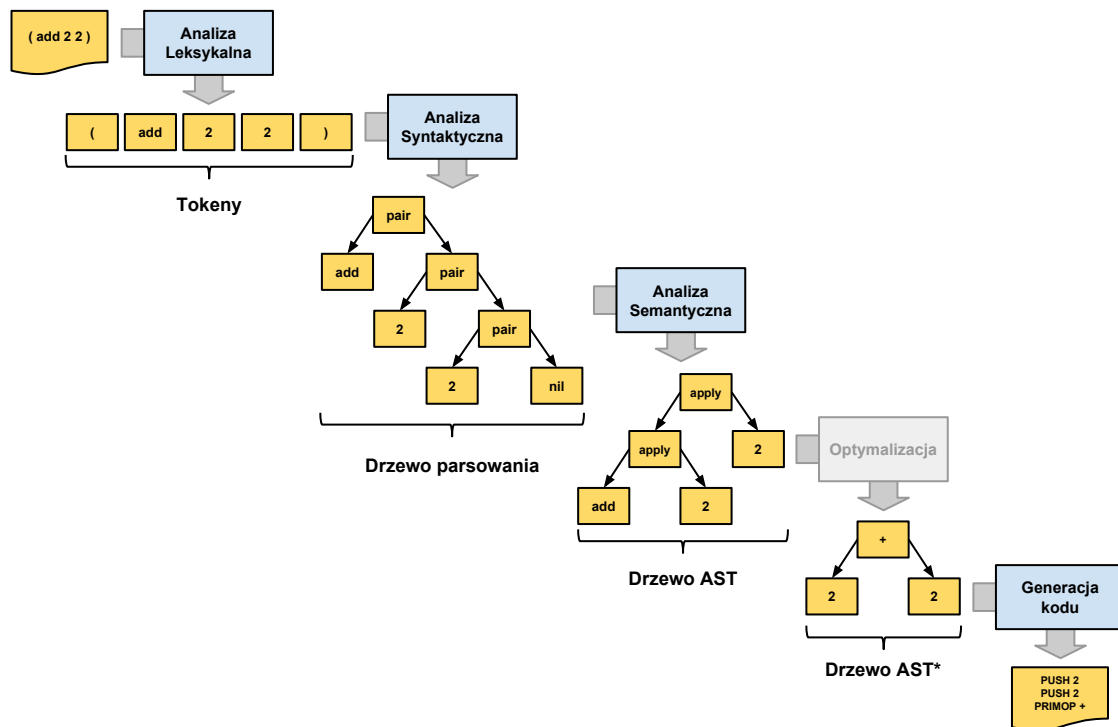 ( add 2 2 )
Analiza
Leksykalna
( add 2 2 )
Analiza
Syntaktyczna
Tokeny
pair
add pair
2 pair
2 nil
Drzewo parsowania
Analiza
Semantyczna
apply
apply 2
add 2
Drzewo AST
Optymalizacja
+
2 2
Drzewo AST*
Generacja
kodu
PUSH 2
PUSH 2
PRIMOP +